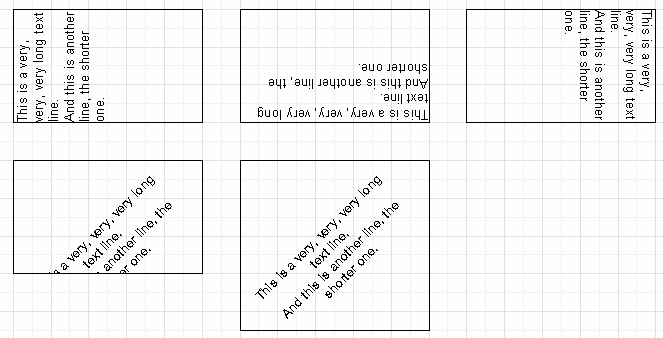 This is a very,
very, very long text
line.
And this is another
line, the shorter
one.
This is a very, very, very long
text line.
And this is another line, the
shorter one.
This is a very,
very, very long text
line.
And this is another
line, the shorter
one.
a very, very, very long
text line.
another line, the
one.
This is a very, very, very long
text line.
And this is another line, the
shorter one.